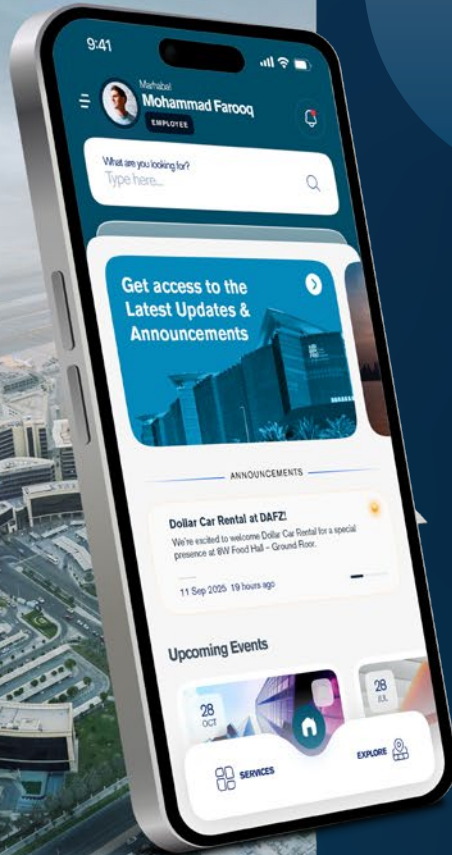 9:41
Marhaba!
Mohammad Farooq
EMPLOYEE
What are you looking for?
Type here...
Get access to the
Latest Updates &
Announcements
ANNOUNCEMENTS
Dollar Car Rental at DAFZ!
We're excited to welcome Dollar Car Rental for a special
presence at 8W Food Hall – Ground Floor.
11 Sep 2025 19 hours ago
Upcoming Events
28
OCT
28
JUL
SERVICES
EXPLORE